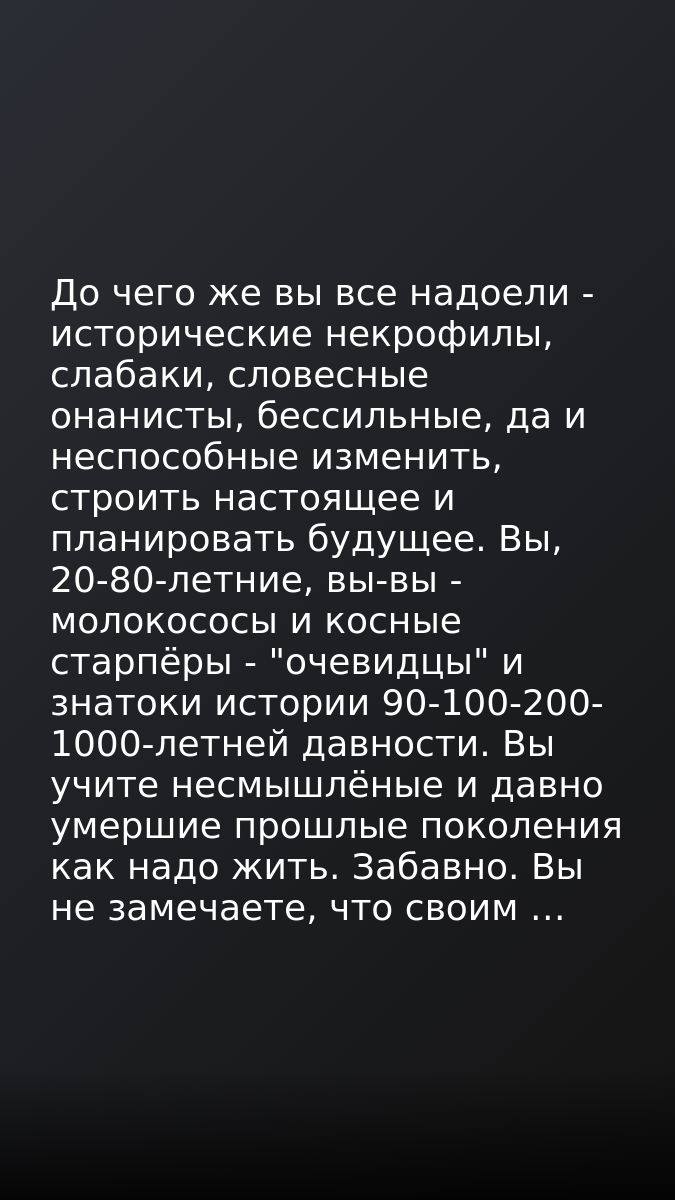 До чего же вы все надоели -
исторические некрофилы,
слабаки, словесные
онанисты, бессильные, да и
неспособные изменить,
строить настоящее и
планировать будущее. Вы,
20-80-летние, вы-вы -
молокососы и косные
старпёры - "очевидцы" и
знатоки истории 90-100-200-
1000-летней давности. Вы
учите несмышлёные и давно
умершие прошлые поколения
как надо жить. Забавно. Вы
не замечаете, что своим ...